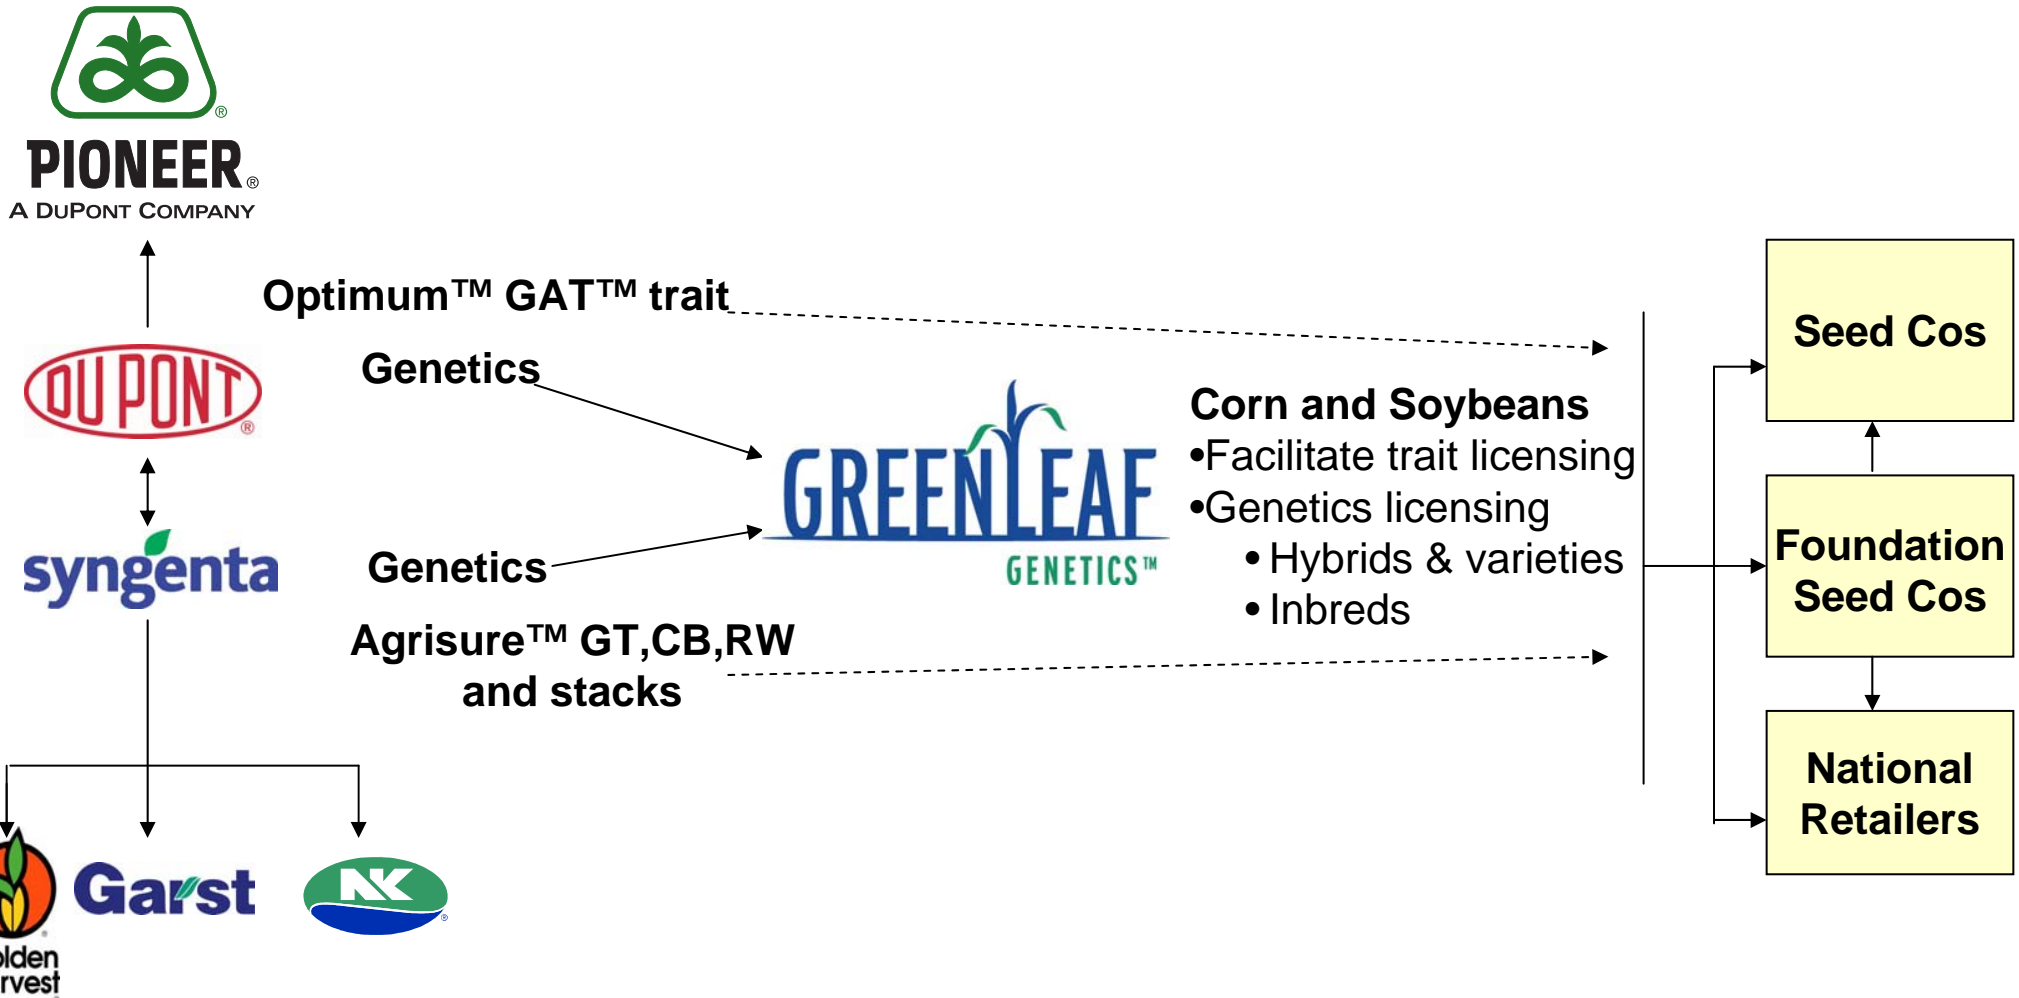 PIONEER®
A DUPONT COMPANY
Optimum™ GAT™ trait
Genetics
DU PONT®
Corn and Soybeans
•Facilitate trait licensing
•Genetics licensing
• Hybrids & varieties
• Inbreds
GREENLEAF
GENETICS™
syngenta
Genetics
Agrisure™ GT,CB,RW
and stacks
Seed Cos
Foundation
Seed Cos
National
Retailers
olden
rvest
Garst
NK®